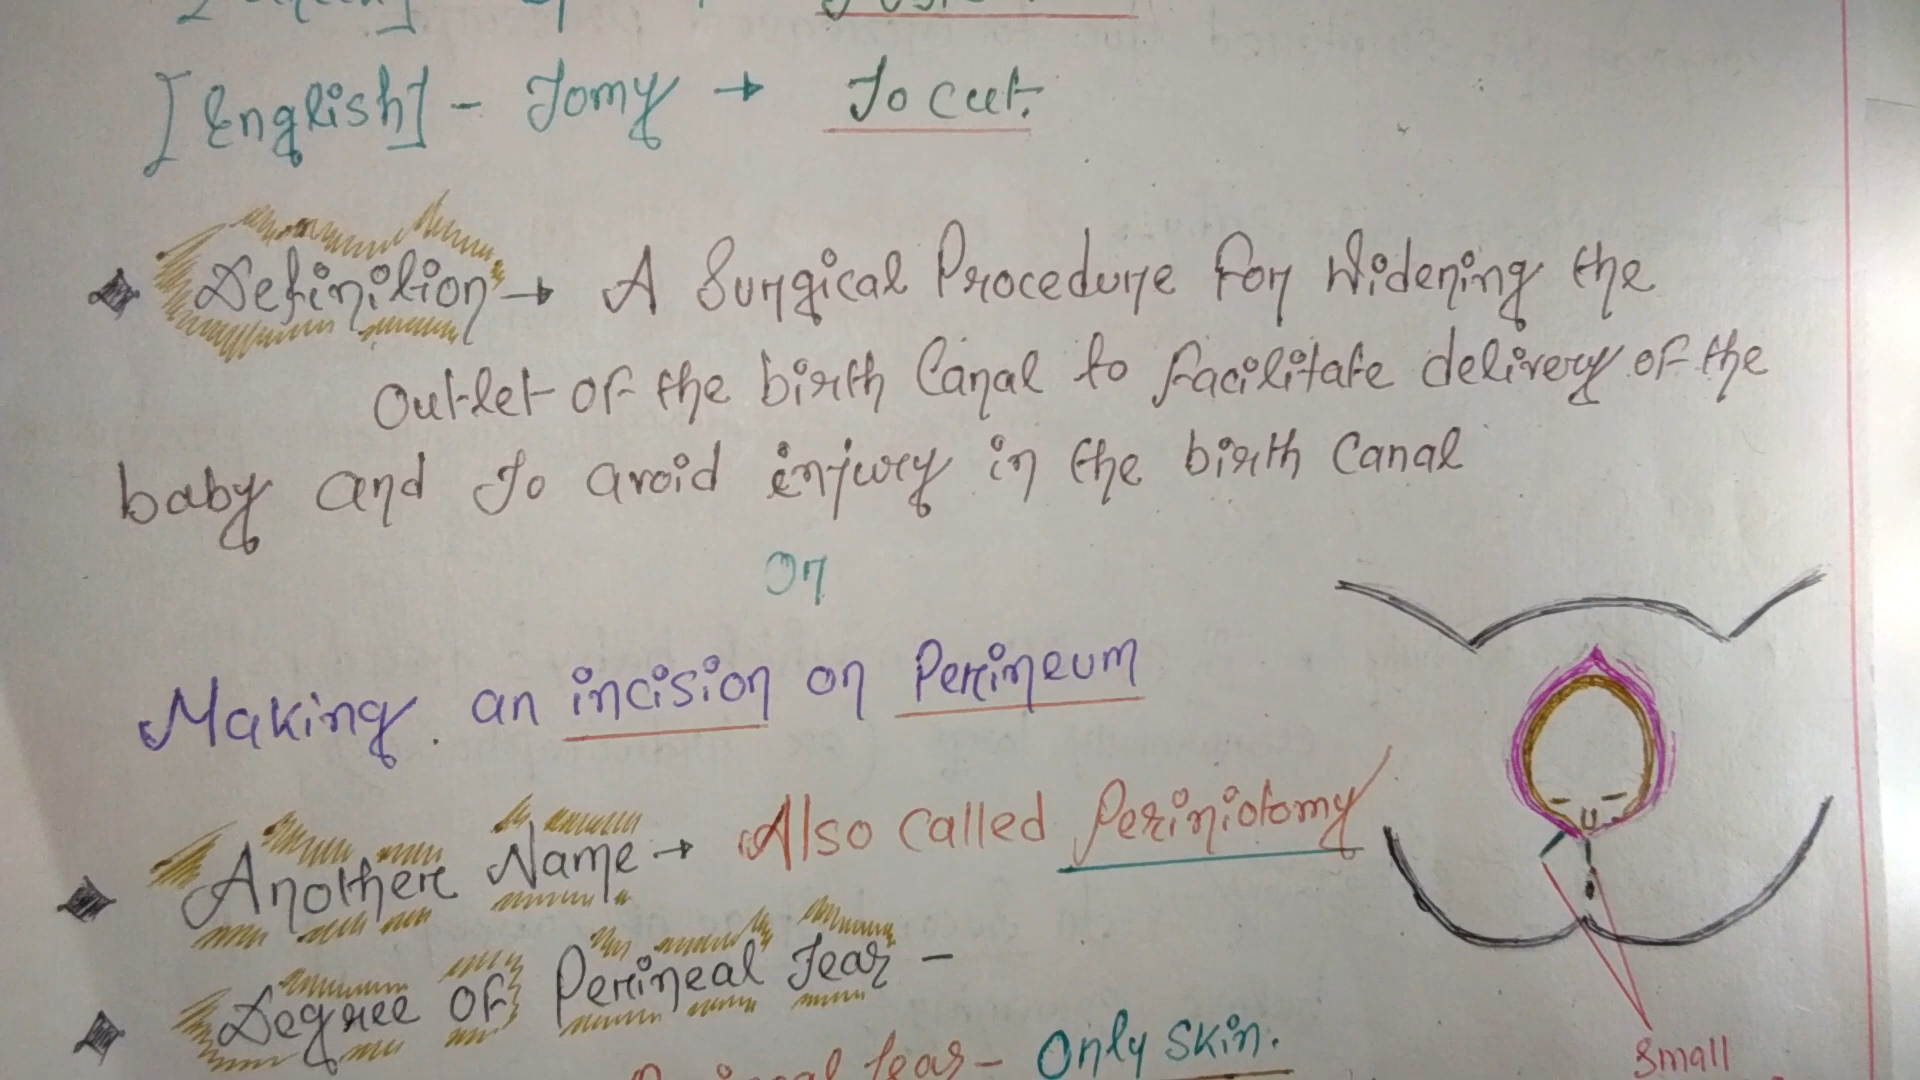 [English] - Tomy → To cut.
Definition → A Surgical Procedure for Widening the
Outlet of the birth Canal to facilitate delivery of the
baby and To avoid injury in the birth Canal
Or
Making an incision on Perineum
Another Name → Also called Periniotomy
Degree of Perineal Tear -
tear - Only Skin.
Small